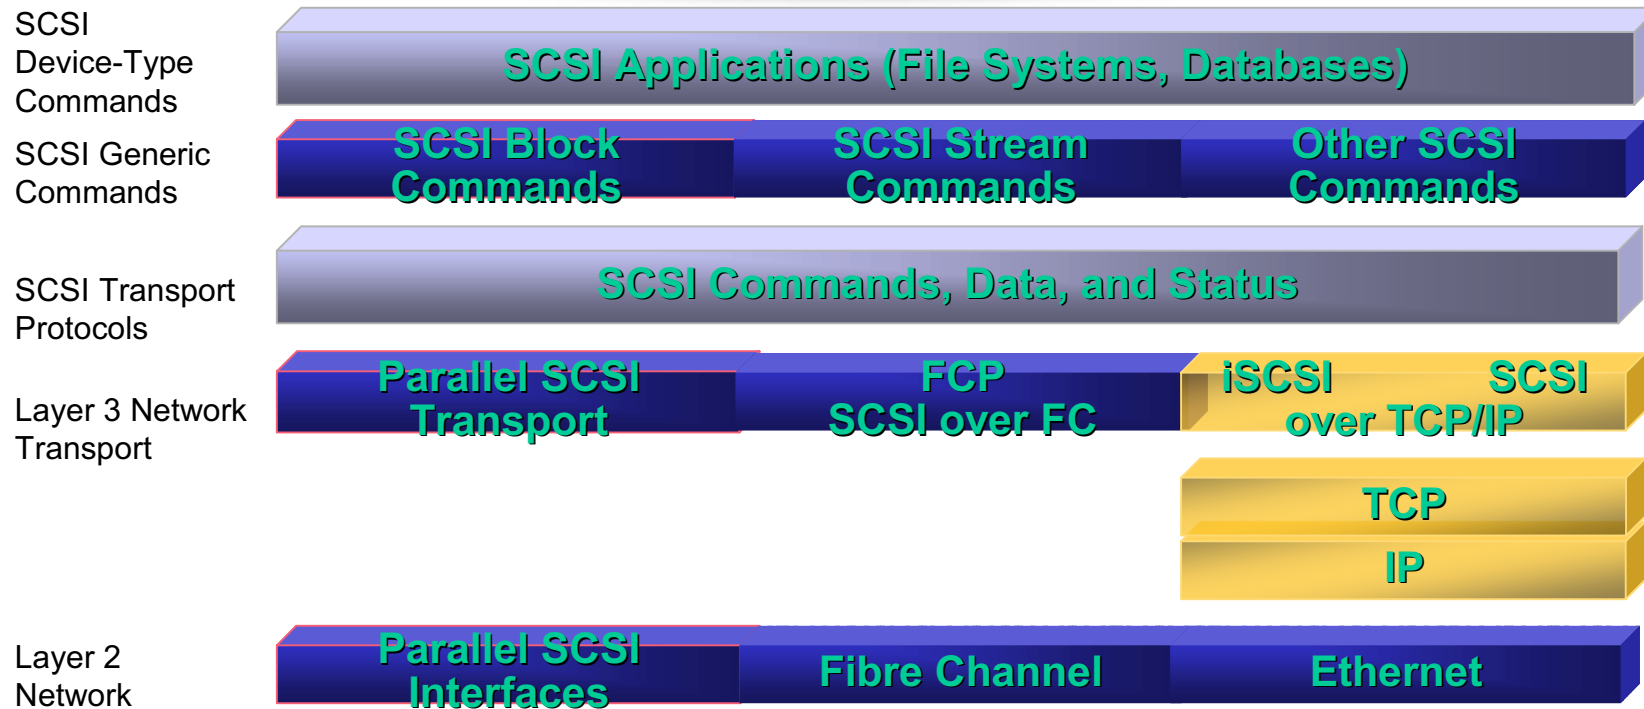 SCSI
Device-Type
Commands
SCSI Applications (File Systems, Databases)
SCSI Generic
Commands
SCSI Block
Commands
SCSI Stream
Commands
Other SCSI
Commands
SCSI Transport
Protocols
SCSI Commands, Data, and Status
Layer 3 Network
Transport
Parallel SCSI
Transport
FCP
SCSI over FC
iSCSI SCSI
over TCP/IP
TCP
IP
Layer 2
Network
Parallel SCSI
Interfaces
Fibre Channel
Ethernet